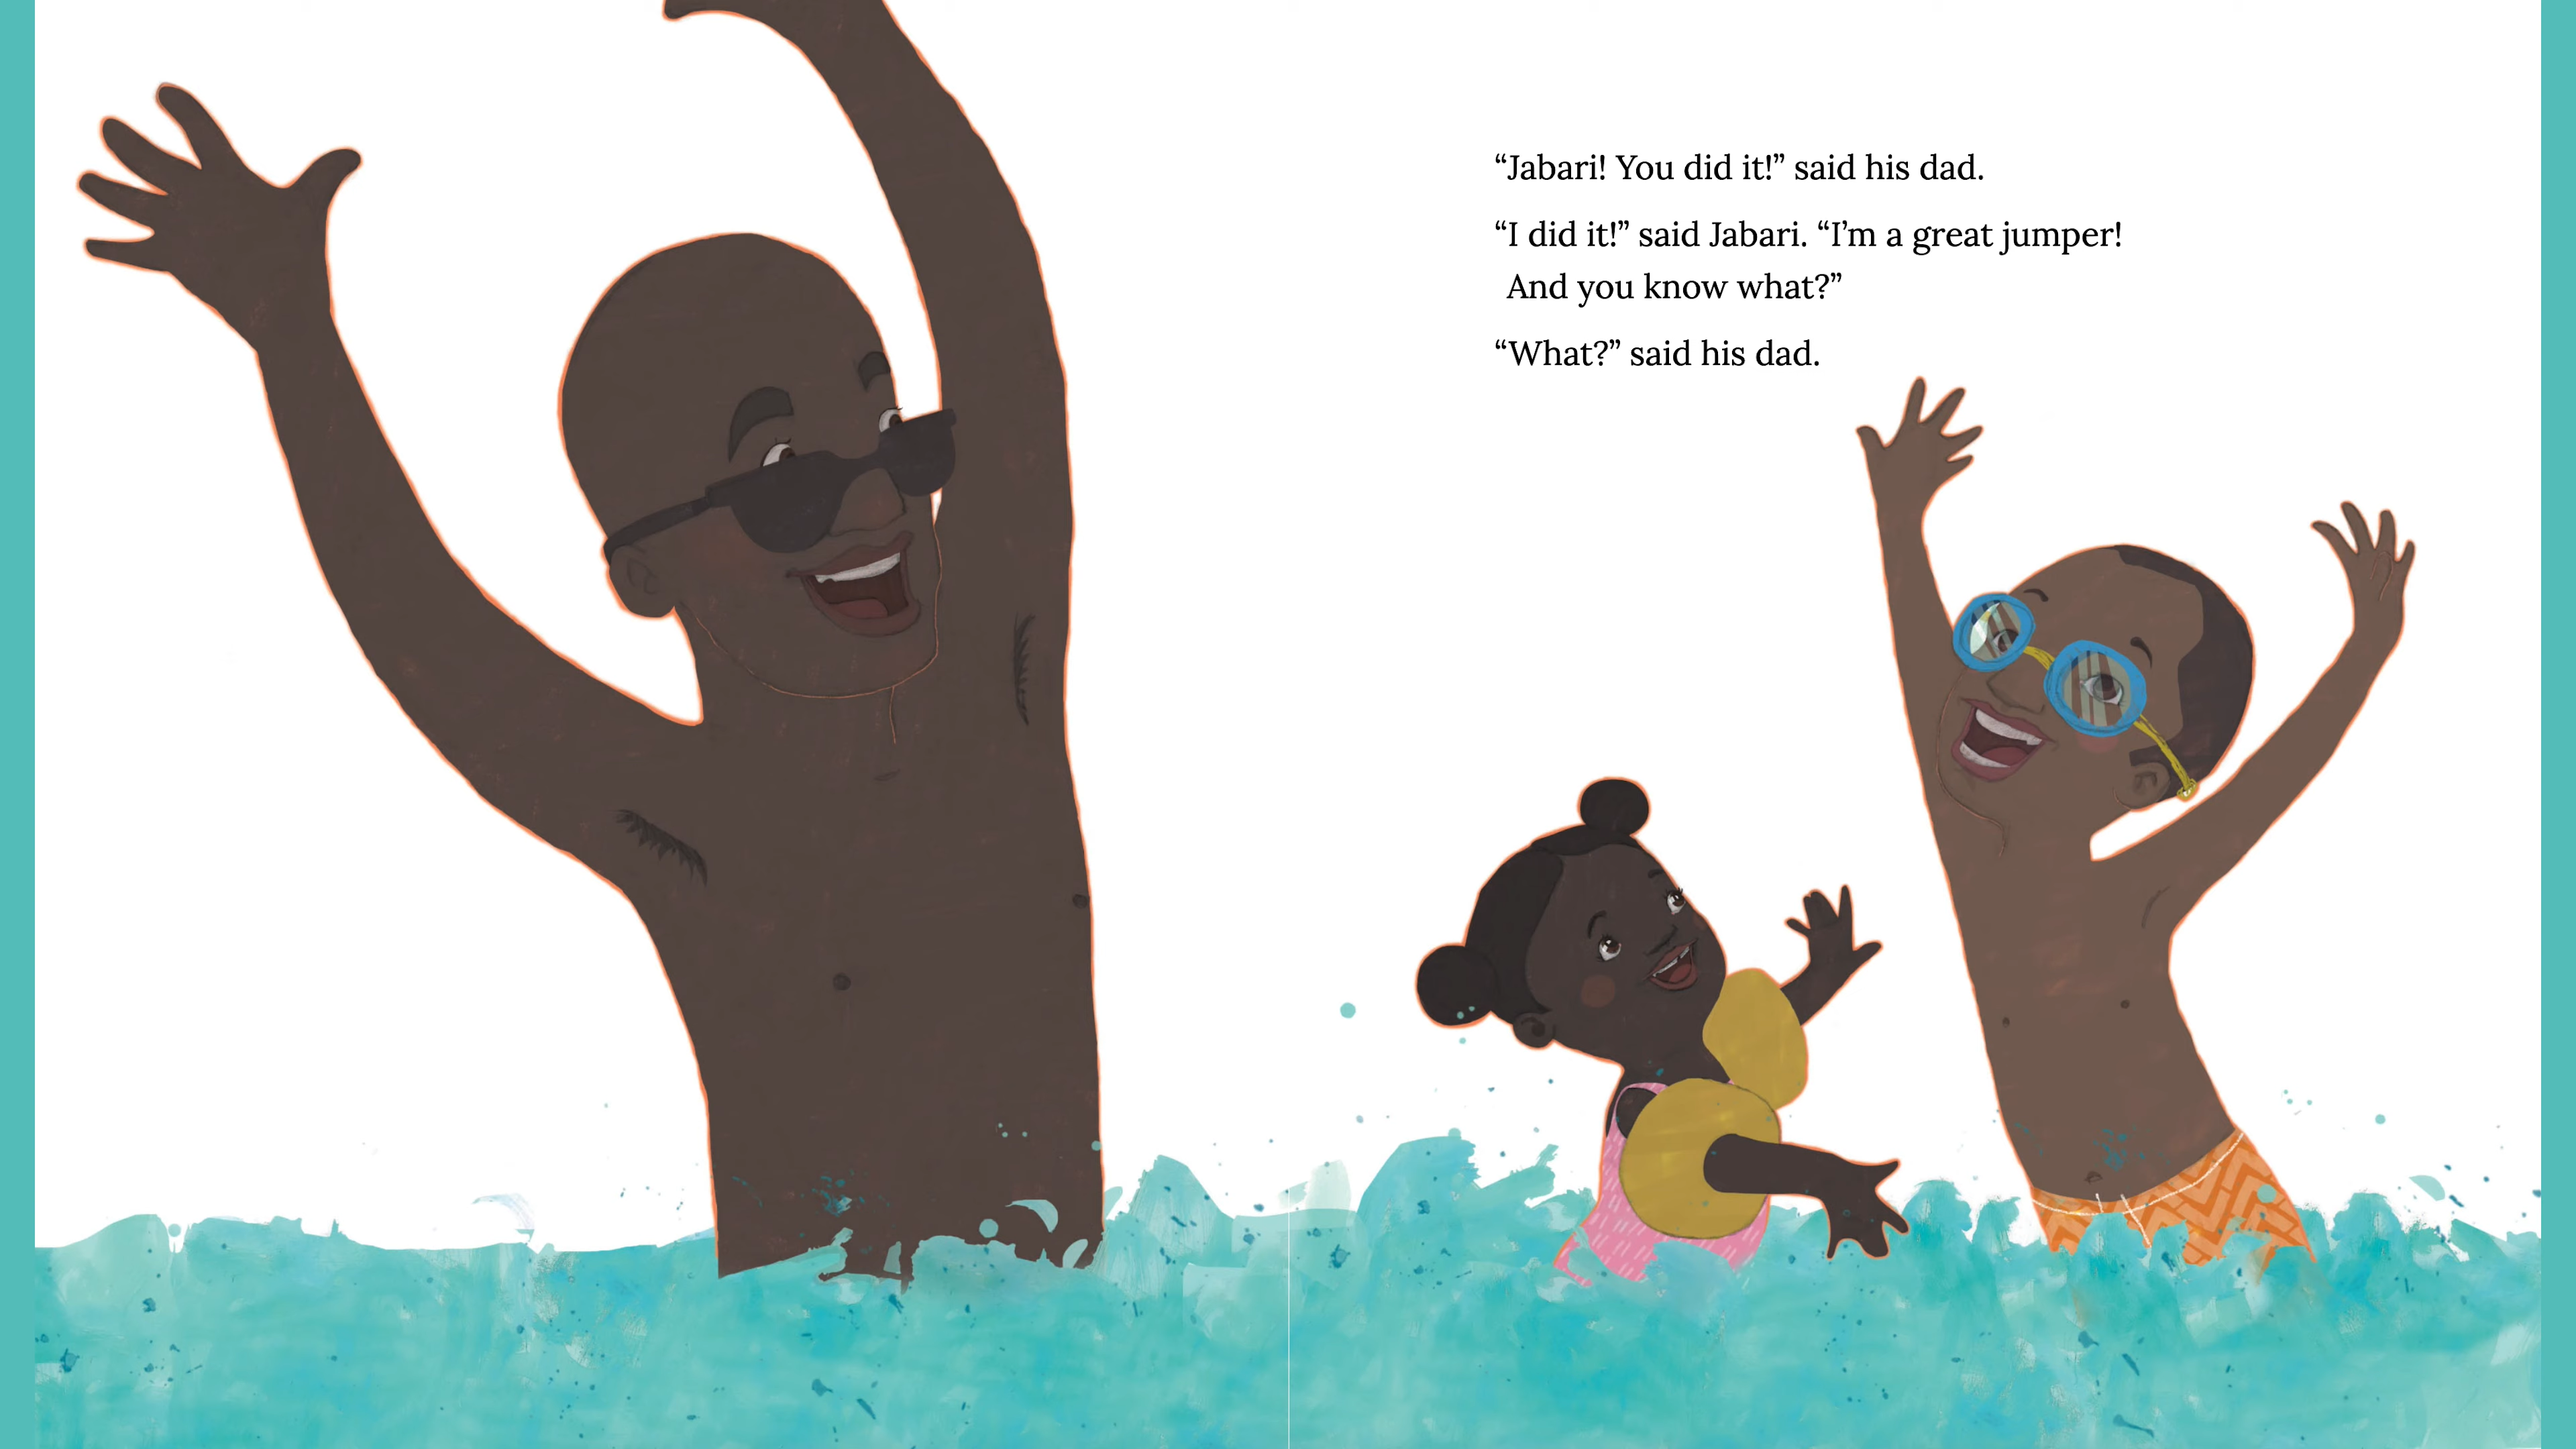 “Jabari! You did it!” said his dad.
“I did it!” said Jabari. “I’m a great jumper!
And you know what?”
“What?” said his dad.